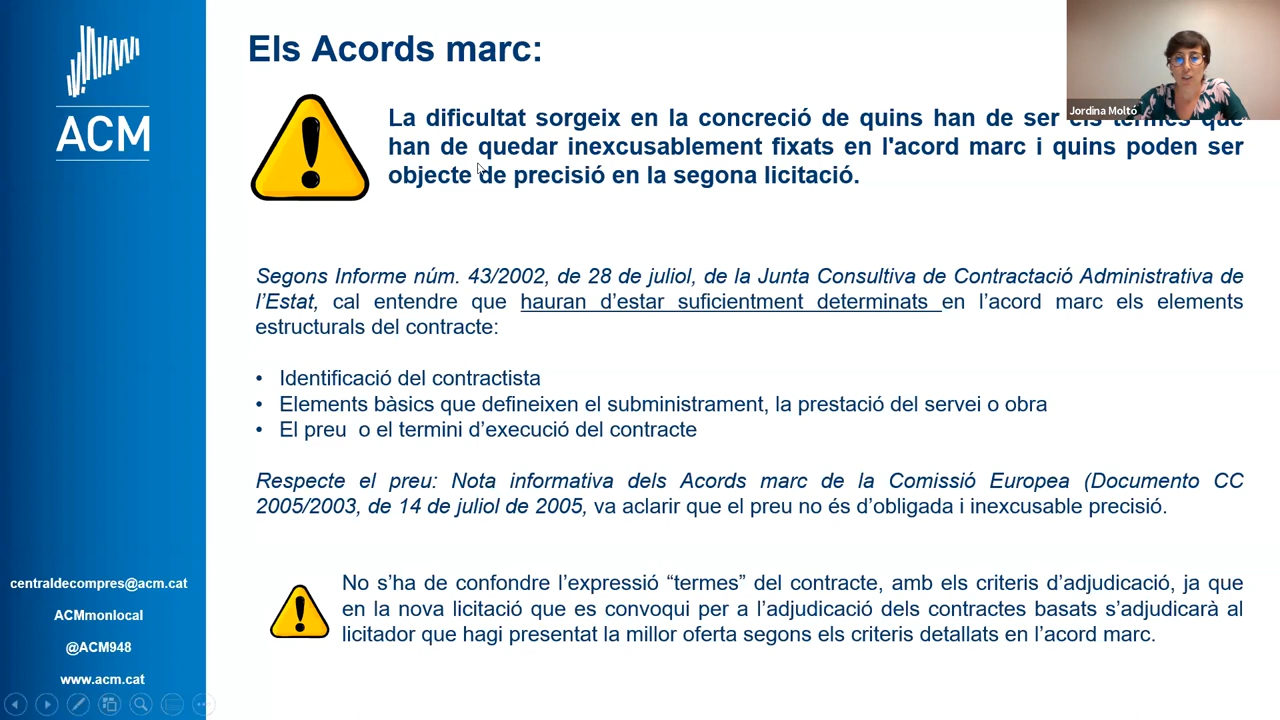 Els Acords marc:
Jordina Moltó
La dificultat sorgeix en la concreció de quins han de ser els termes que
han de quedar inexcusablement fixats en l'acord marc i quins poden ser
objecte de precisió en la segona licitació.
ACM
Segons Informe núm. 43/2002, de 28 de juliol, de la Junta Consultiva de Contractació Administrativa de
l’Estat, cal entendre que hauran d’estar suficientment determinats en l’acord marc els elements
estructurals del contracte:
• Identificació del contractista
• Elements bàsics que defineixen el subministrament, la prestació del servei o obra
• El preu o el termini d’execució del contracte
Respecte el preu: Nota informativa dels Acords marc de la Comissió Europea (Documento CC
2005/2003, de 14 de juliol de 2005, va aclarir que el preu no és d’obligada i inexcusable precisió.
No s’ha de confondre l’expressió “termes” del contracte, amb els criteris d’adjudicació, ja que
en la nova licitació que es convoqui per a l’adjudicació dels contractes basats s’adjudicarà al
licitador que hagi presentat la millor oferta segons els criteris detallats en l’acord marc.
centraldecompres@acm.cat
ACMmonlocal
@ACM948
www.acm.cat